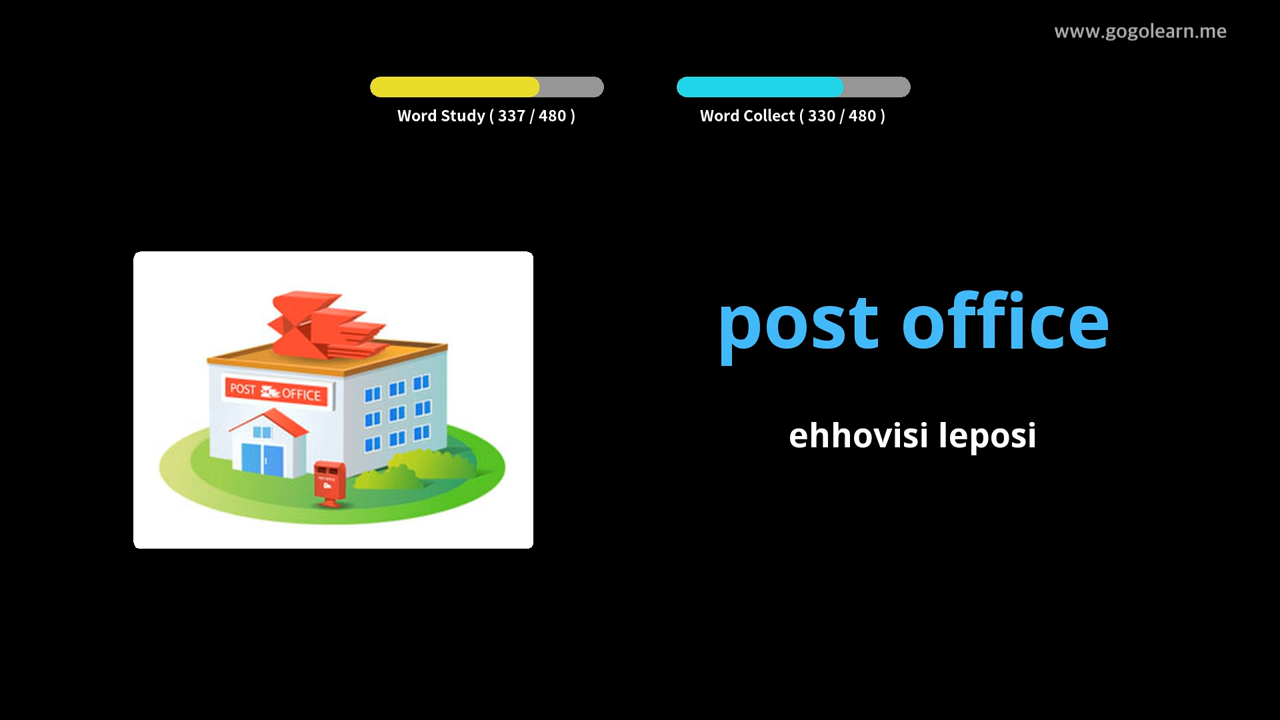 www.gogolearn.me
Word Study ( 337 / 480 )
Word Collect ( 330 / 480 )
POST OFFICE
post office
ehhovisi leposi